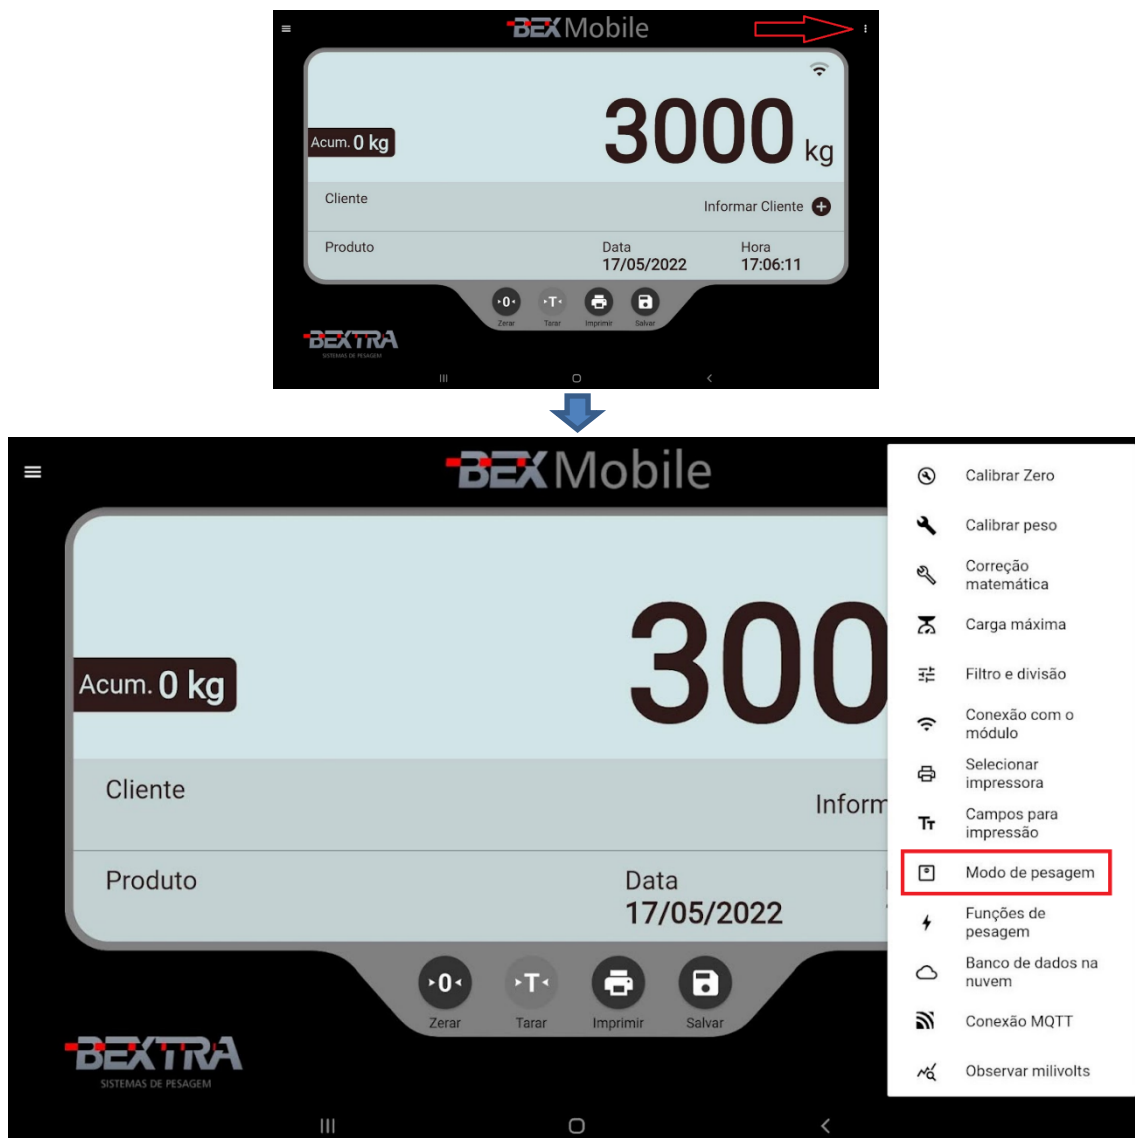 BEX Mobile
3000 kg
Acum. 0 kg
Cliente
Informar Cliente
Produto
Data
Hora
17/05/2022
17:06:11
0
T
Zerar
Tarar
Imprimir
Salvar
BEXTRA
SISTEMAS DE PESAGEM
BEX Mobile
300
Acum. 0 kg
Cliente
Inform
Produto
Data
17/05/2022
0
T
Zerar
Tarar
Imprimir
Salvar
BEXTRA
SISTEMAS DE PESAGEM
Calibrar Zero
Calibrar peso
Correção
matemática
Carga máxima
Filtro e divisão
Conexão com o
módulo
Selecionar
impressora
Campos para
impressão
Modo de pesagem
Funções de
pesagem
Banco de dados na
nuvem
Conexão MQTT
Observar milivolts